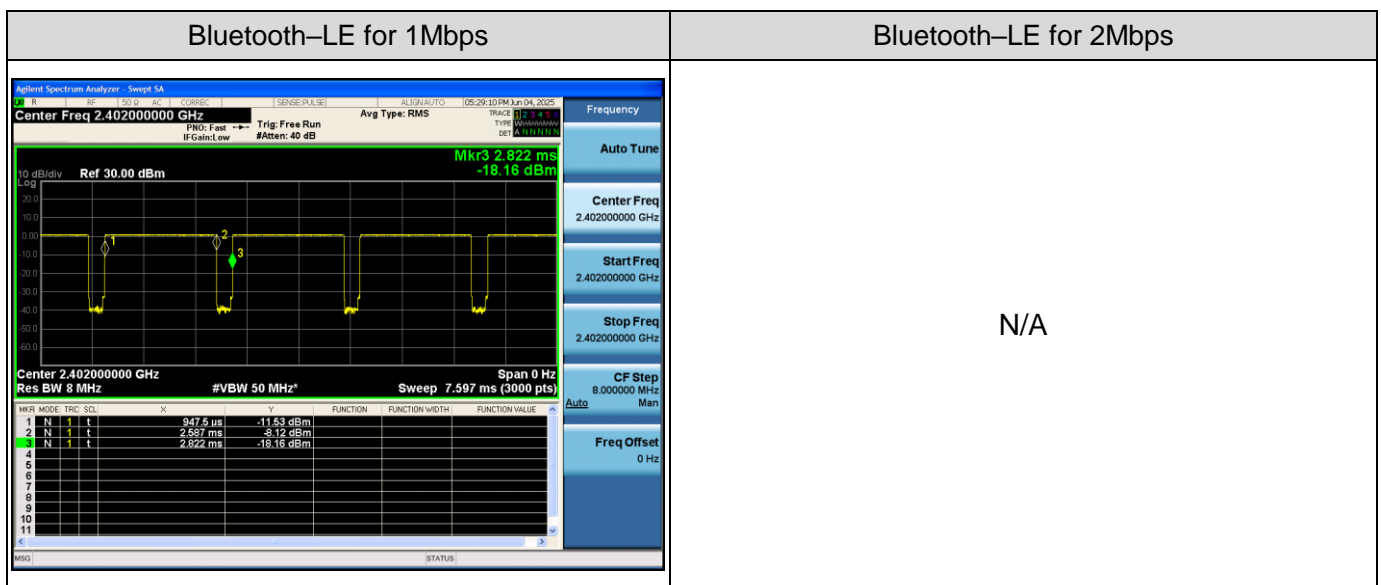 Bluetooth–LE for 1Mbps
Bluetooth–LE for 2Mbps
Agilent Spectrum Analyzer - Swept SA
R RF 50 Ω AC CORREC SENSE:PULSE ALIGNAUTO 05:29:10 PM Jun 04, 2025
Center Freq 2.402000000 GHz
PNO: Fast
IFGain:Low
Trig: Free Run
#Atten: 40 dB
Avg Type: RMS
TRACE 1 2 3 4 5 6
TYPE
DET A N N N N N
Mkr3 2.822 ms
-18.16 dBm
10 dB/div Ref 30.00 dBm
Log
20.0
10.0
0.00
-10.0
-20.0
-30.0
-40.0
-50.0
-60.0
1
2
3
Center 2.402000000 GHz Span 0 Hz
Res BW 8 MHz #VBW 50 MHz* Sweep 7.597 ms (3000 pts)
MKR MODE TRC SCL X Y FUNCTION FUNCTION WIDTH FUNCTION VALUE
1 N 1 t 947.5 µs -11.53 dBm
2 N 1 t 2.587 ms -8.12 dBm
3 N 1 t 2.822 ms -18.16 dBm
4
5
6
7
8
9
10
11
MSG STATUS
Frequency
Auto Tune
Center Freq
2.402000000 GHz
Start Freq
2.402000000 GHz
Stop Freq
2.402000000 GHz
CF Step
8.000000 MHz
Auto Man
Freq Offset
0 Hz
N/A